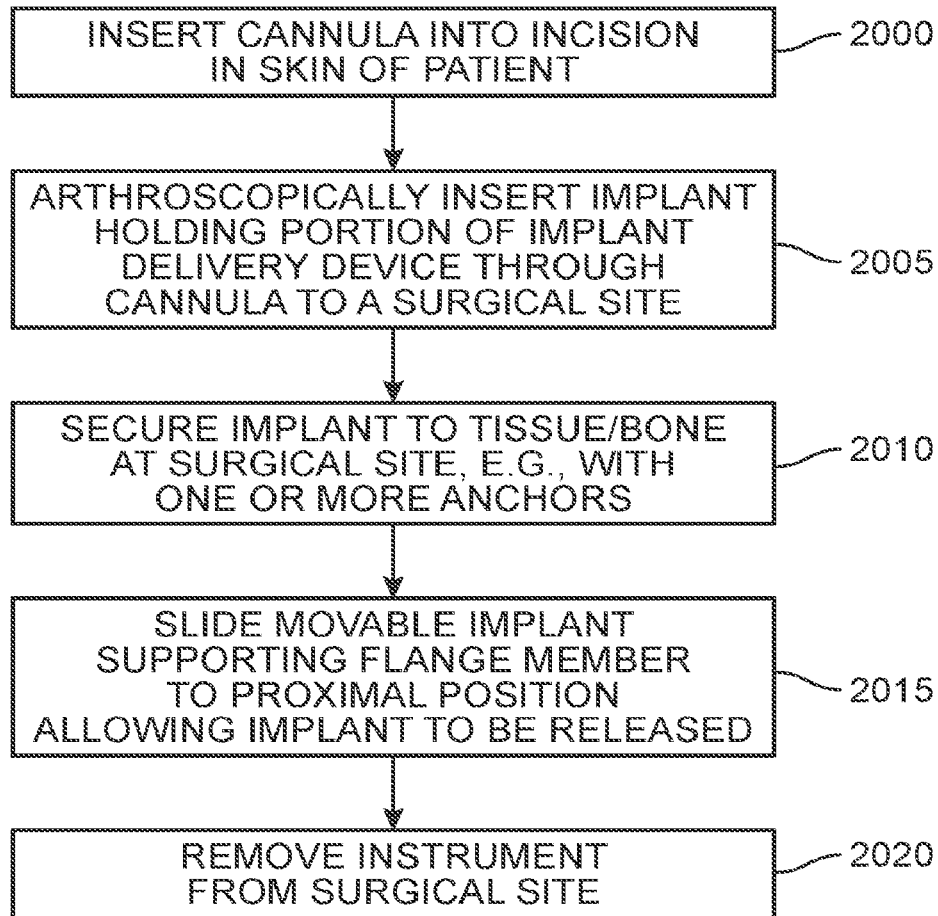 INSERT CANNULA INTO INCISION
IN SKIN OF PATIENT
2000
ARTHROSCOPICALLY INSERT IMPLANT
HOLDING PORTION OF IMPLANT
DELIVERY DEVICE THROUGH
CANNULA TO A SURGICAL SITE
2005
SECURE IMPLANT TO TISSUE/BONE
AT SURGICAL SITE, E.G., WITH
ONE OR MORE ANCHORS
2010
SLIDE MOVABLE IMPLANT
SUPPORTING FLANGE MEMBER
TO PROXIMAL POSITION
ALLOWING IMPLANT TO BE RELEASED
2015
REMOVE INSTRUMENT
FROM SURGICAL SITE
2020